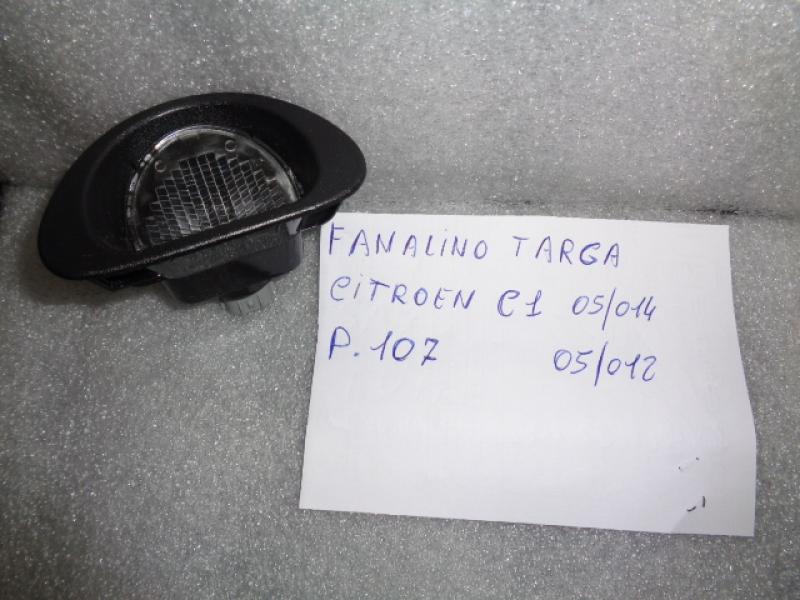 FANALINO TARGA
CITROEN C1 05/014
P.107 05/012